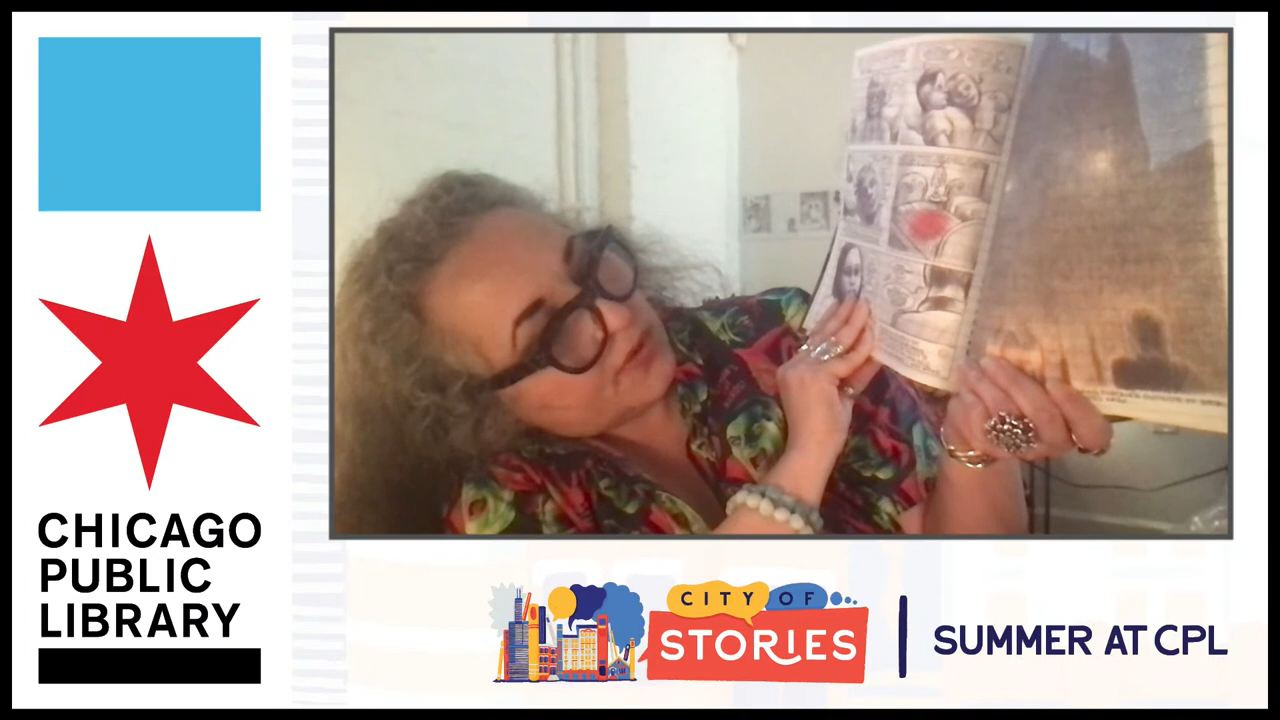 CHICAGO
PUBLIC
LIBRARY
CITY OF
STORIES
SUMMER AT CPL